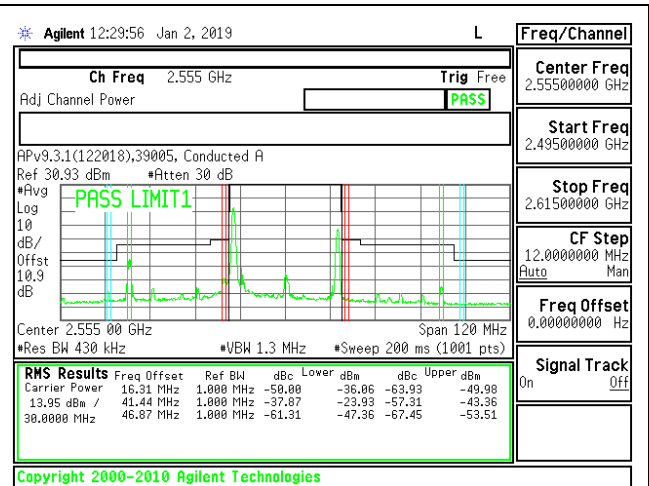 Agilent 12:29:56 Jan 2, 2019 L
Ch Freq 2.555 GHz Trig Free
Adj Channel Power PASS
APv9.3.1(122018),39005, Conducted A
Ref 30.93 dBm #Atten 30 dB
#Avg
Log
10
dB/
Offst
10.9
dB
PASS LIMIT1
Center 2.555 00 GHz Span 120 MHz
#Res BW 430 kHz #VBW 1.3 MHz #Sweep 200 ms (1001 pts)
RMS Results Freq Offset Ref BW dBc Lower dBm dBc Upper dBm
Carrier Power 16.31 MHz 1.000 MHz -50.00 -36.06 -63.93 -49.98
13.95 dBm / 41.44 MHz 1.000 MHz -37.87 -23.93 -57.31 -43.36
30.0000 MHz 46.87 MHz 1.000 MHz -61.31 -47.36 -67.45 -53.51
Copyright 2000-2010 Agilent Technologies
Freq/Channel
Center Freq
2.55500000 GHz
Start Freq
2.49500000 GHz
Stop Freq
2.61500000 GHz
CF Step
12.0000000 MHz
Auto Man
Freq Offset
0.00000000 Hz
Signal Track
On Off